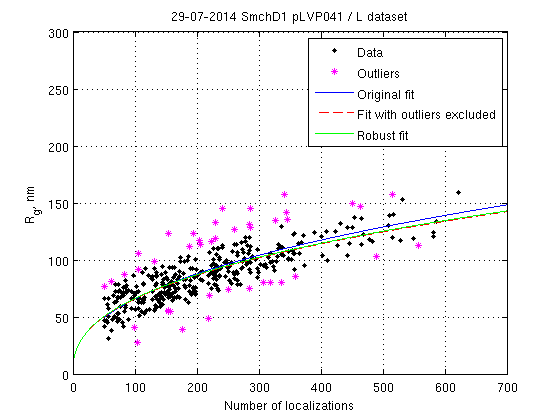 29-07-2014 SmchD1 pLVP041 / L dataset
300
250
200
150
100
50
0
R_g, nm
Data
Outliers
Original fit
Fit with outliers excluded
Robust fit
0 100 200 300 400 500 600 700
Number of localizations